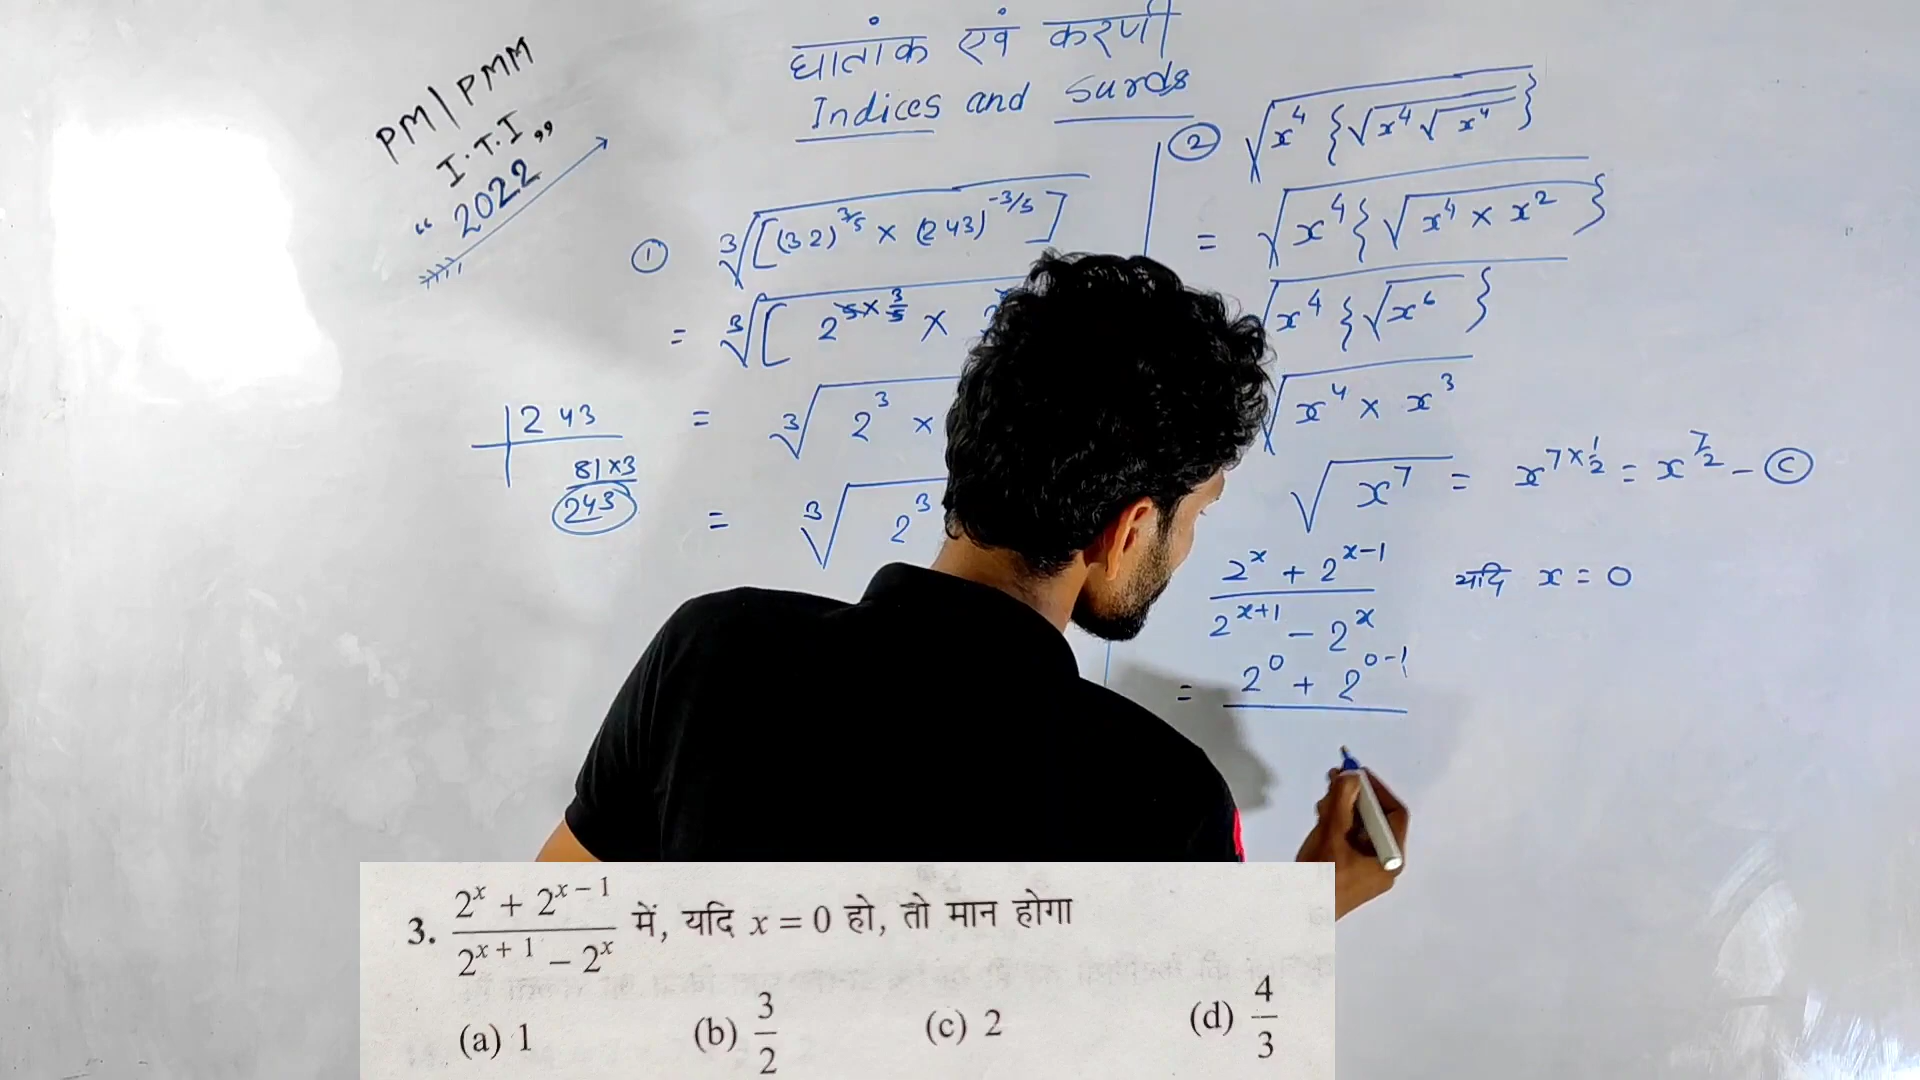 घातांक एवं करणी
Indices and Surds
PM|PMM
I.T.I,,
“ 2022
① ∛[(32)^3/5 × (243)^-3/5]
= ∛[ 2^5×3/5 ×
= ∛ 2^3 ×
= ∛ 2^3
243
81×3
243
② √x^4 {√x^4 √x^4}
= √x^4{√x^4 × x^2}
√x^4 {√x^6}
√x^4 × x^3
√x^7 = x^7×1/2 = x^7/2 - Ⓒ
2^x + 2^x-1 यदि x = 0
2^x+1 - 2^x
= 2^0 + 2^0-1
3. (2^x + 2^x-1)/(2^x+1 - 2^x) में, यदि x = 0 हो, तो मान होगा
(a) 1 (b) 3/2 (c) 2 (d) 4/3